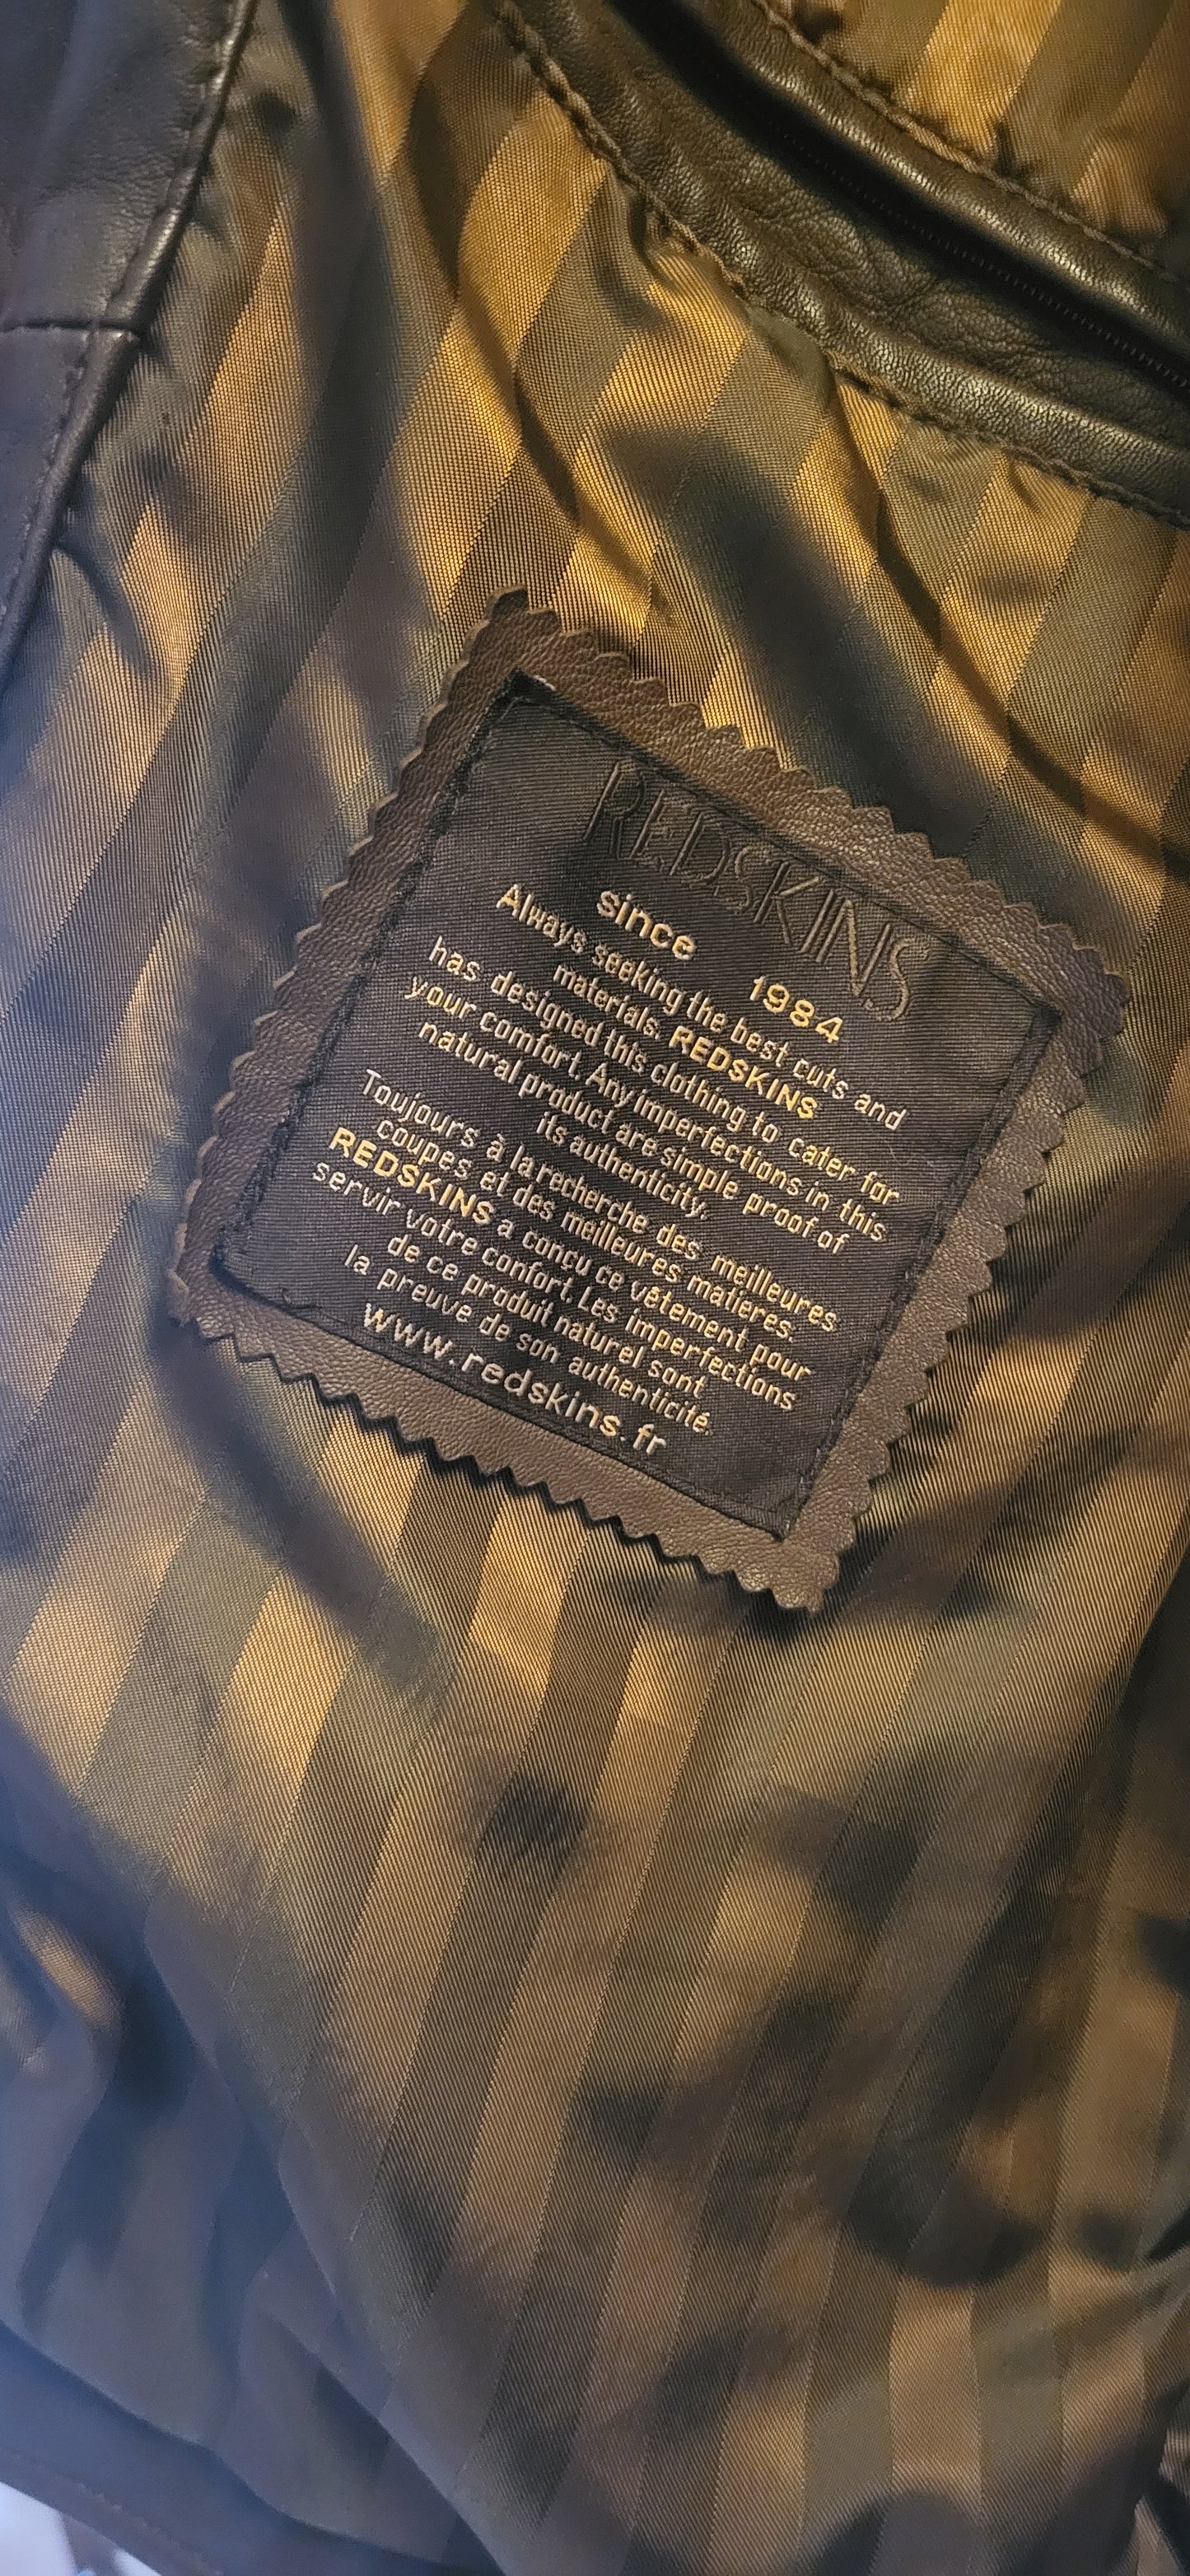 REDSKINS
since 1984
Always seeking the best cuts and
materials, REDSKINS
has designed this clothing to cater for
your comfort. Any imperfections in this
natural product are simple proof of
its authenticity.
Toujours à la recherche des meilleures
coupes et des meilleures matières,
REDSKINS a conçu ce vêtement pour
servir votre confort. Les imperfections
de ce produit naturel sont
la preuve de son authenticité.
www.redskins.fr